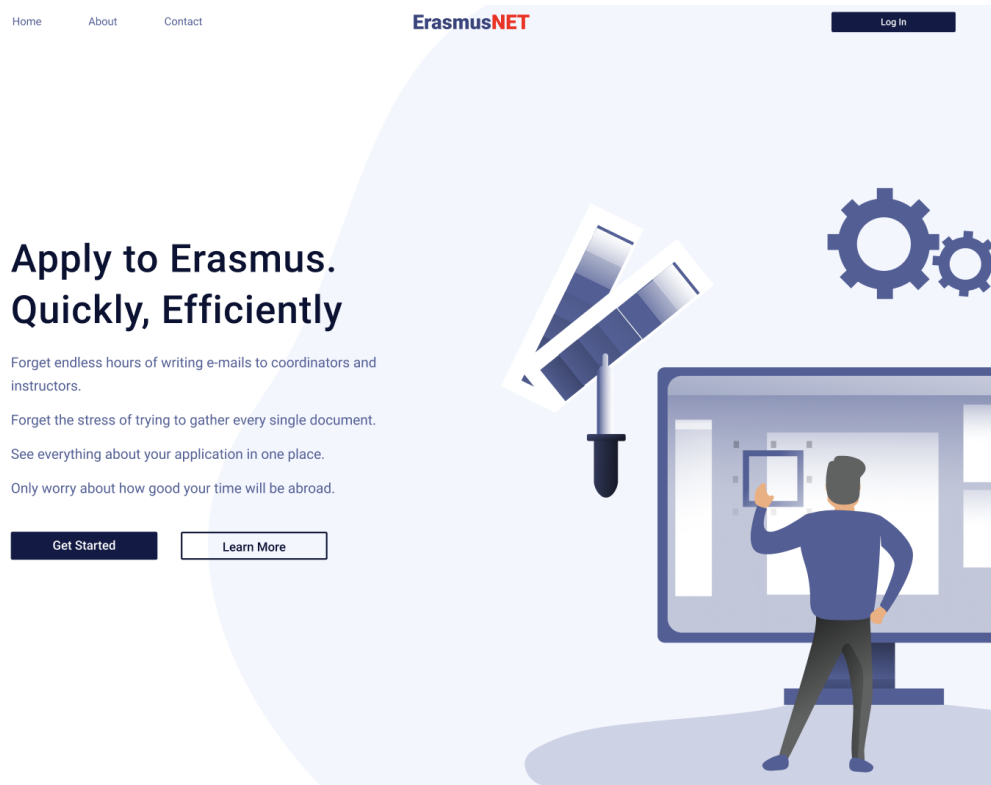 Home
About
Contact
ErasmusNET
Log In
Apply to Erasmus.
Quickly, Efficiently
Forget endless hours of writing e-mails to coordinators and
instructors.
Forget the stress of trying to gather every single document.
See everything about your application in one place.
Only worry about how good your time will be abroad.
Get Started
Learn More